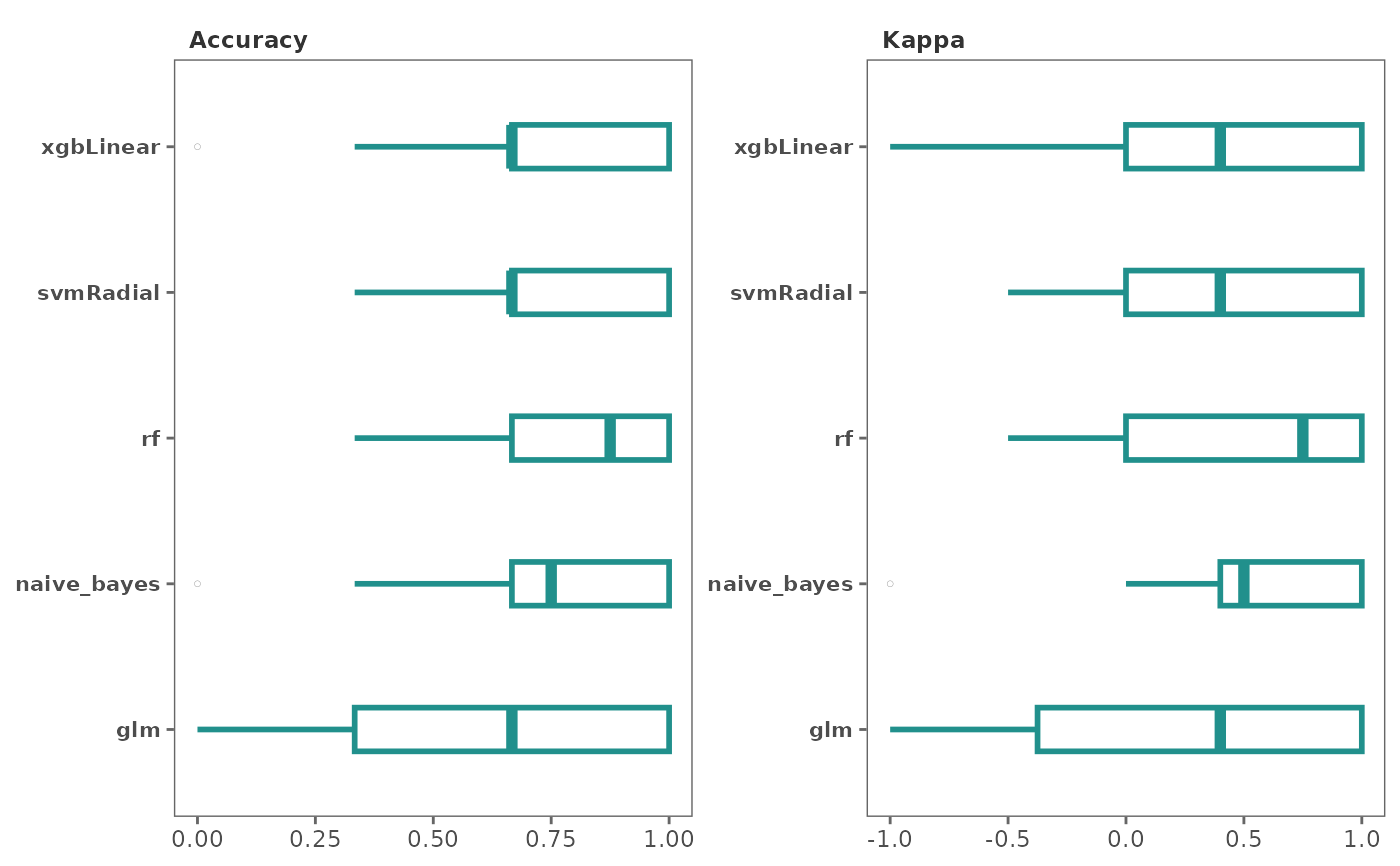 Accuracy
xgbLinear
svmRadial
rf
naive_bayes
glm
0.00 0.25 0.50 0.75 1.00
Kappa
xgbLinear
svmRadial
rf
naive_bayes
glm
-1.0 -0.5 0.0 0.5 1.0